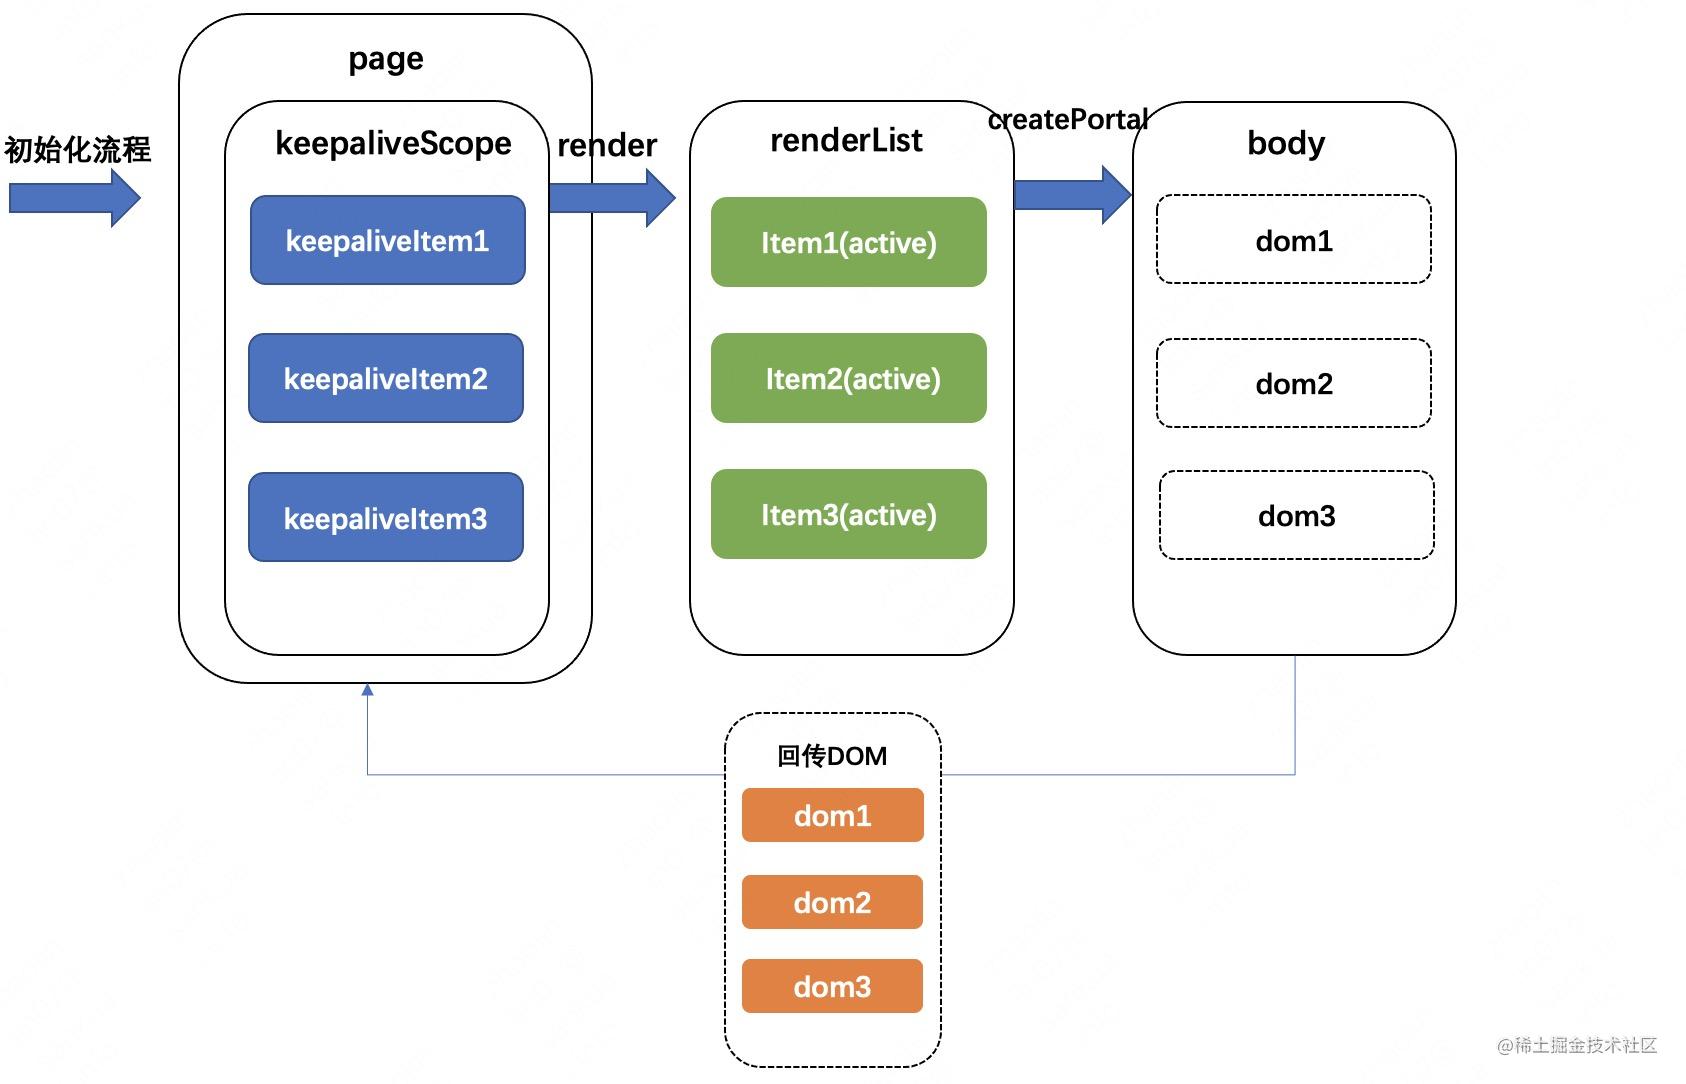 初始化流程
page
keepaliveScope
keepaliveItem1
keepaliveItem2
keepaliveItem3
render
renderList
Item1(active)
Item2(active)
Item3(active)
createPortal
body
dom1
dom2
dom3
回传DOM
dom1
dom2
dom3
@稀土掘金技术社区